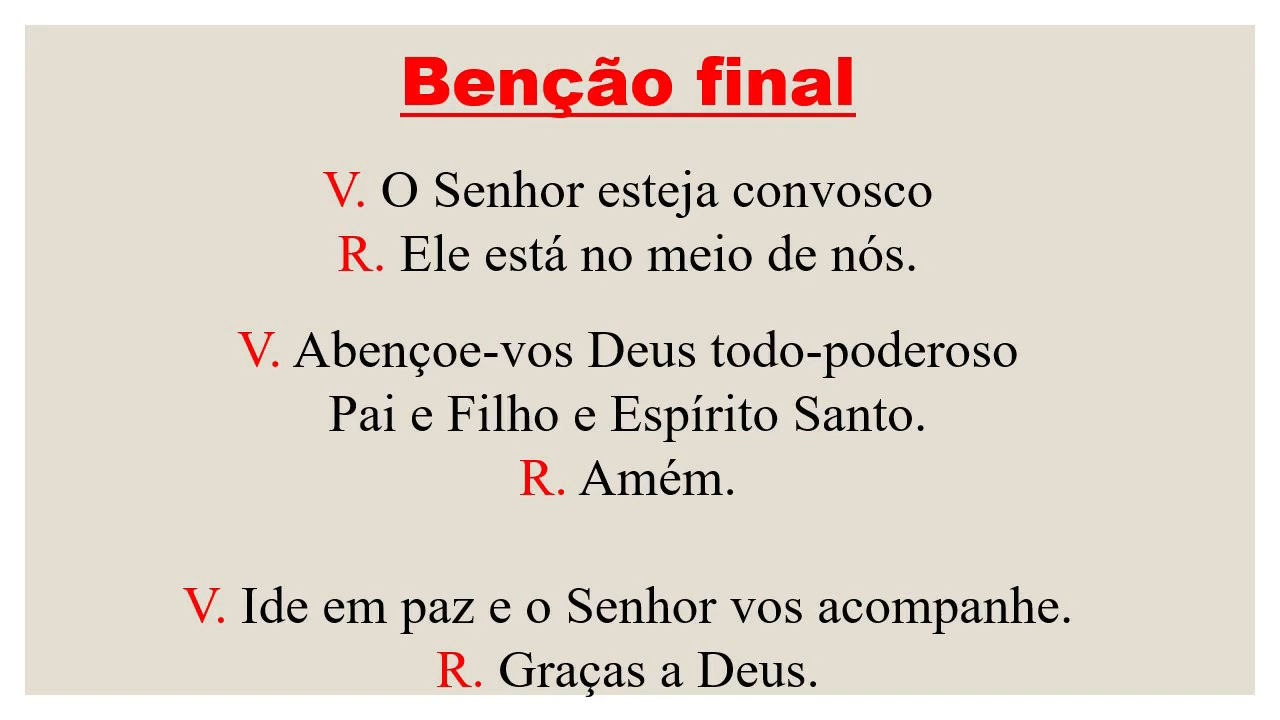 Benção final
V. O Senhor esteja convosco
R. Ele está no meio de nós.
V. Abençoe-vos Deus todo-poderoso
Pai e Filho e Espírito Santo.
R. Amém.
V. Ide em paz e o Senhor vos acompanhe.
R. Graças a Deus.